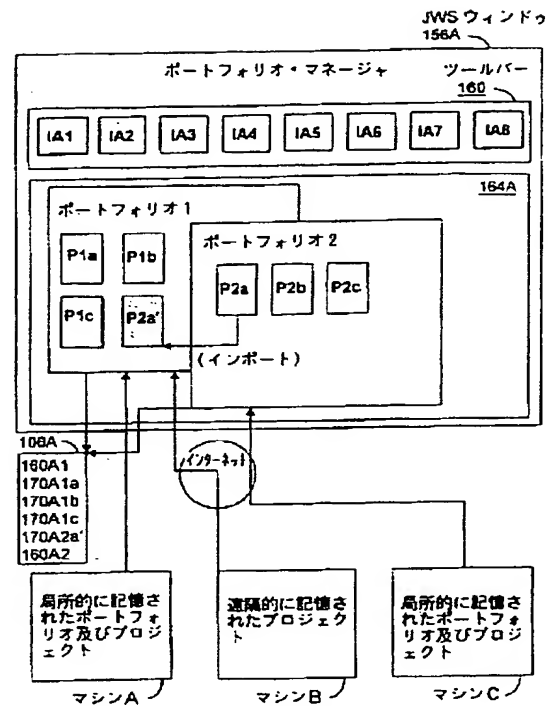 JWS ウィンドゥ
156A
ポートフォリオ・マネージャ
ツールバー
160
IA1 IA2 IA3 IA4 IA5 IA6 IA7 IA8
164A
ポートフォリオ1
ポートフォリオ2
P1a P1b
P2a P2b P2c
P1c P2a'
(インポート)
106A
インターネット
160A1
170A1a
170A1b
170A1c
170A2a'
160A2
局所的に記憶さ
れたポートフォ
リオ及びプロジ
ェクト
遠隔的に記憶さ
れたプロジェク
ト
局所的に記憶さ
れたポートフォ
リオ及びプロジ
ェクト
マシンA
マシンB
マシンC